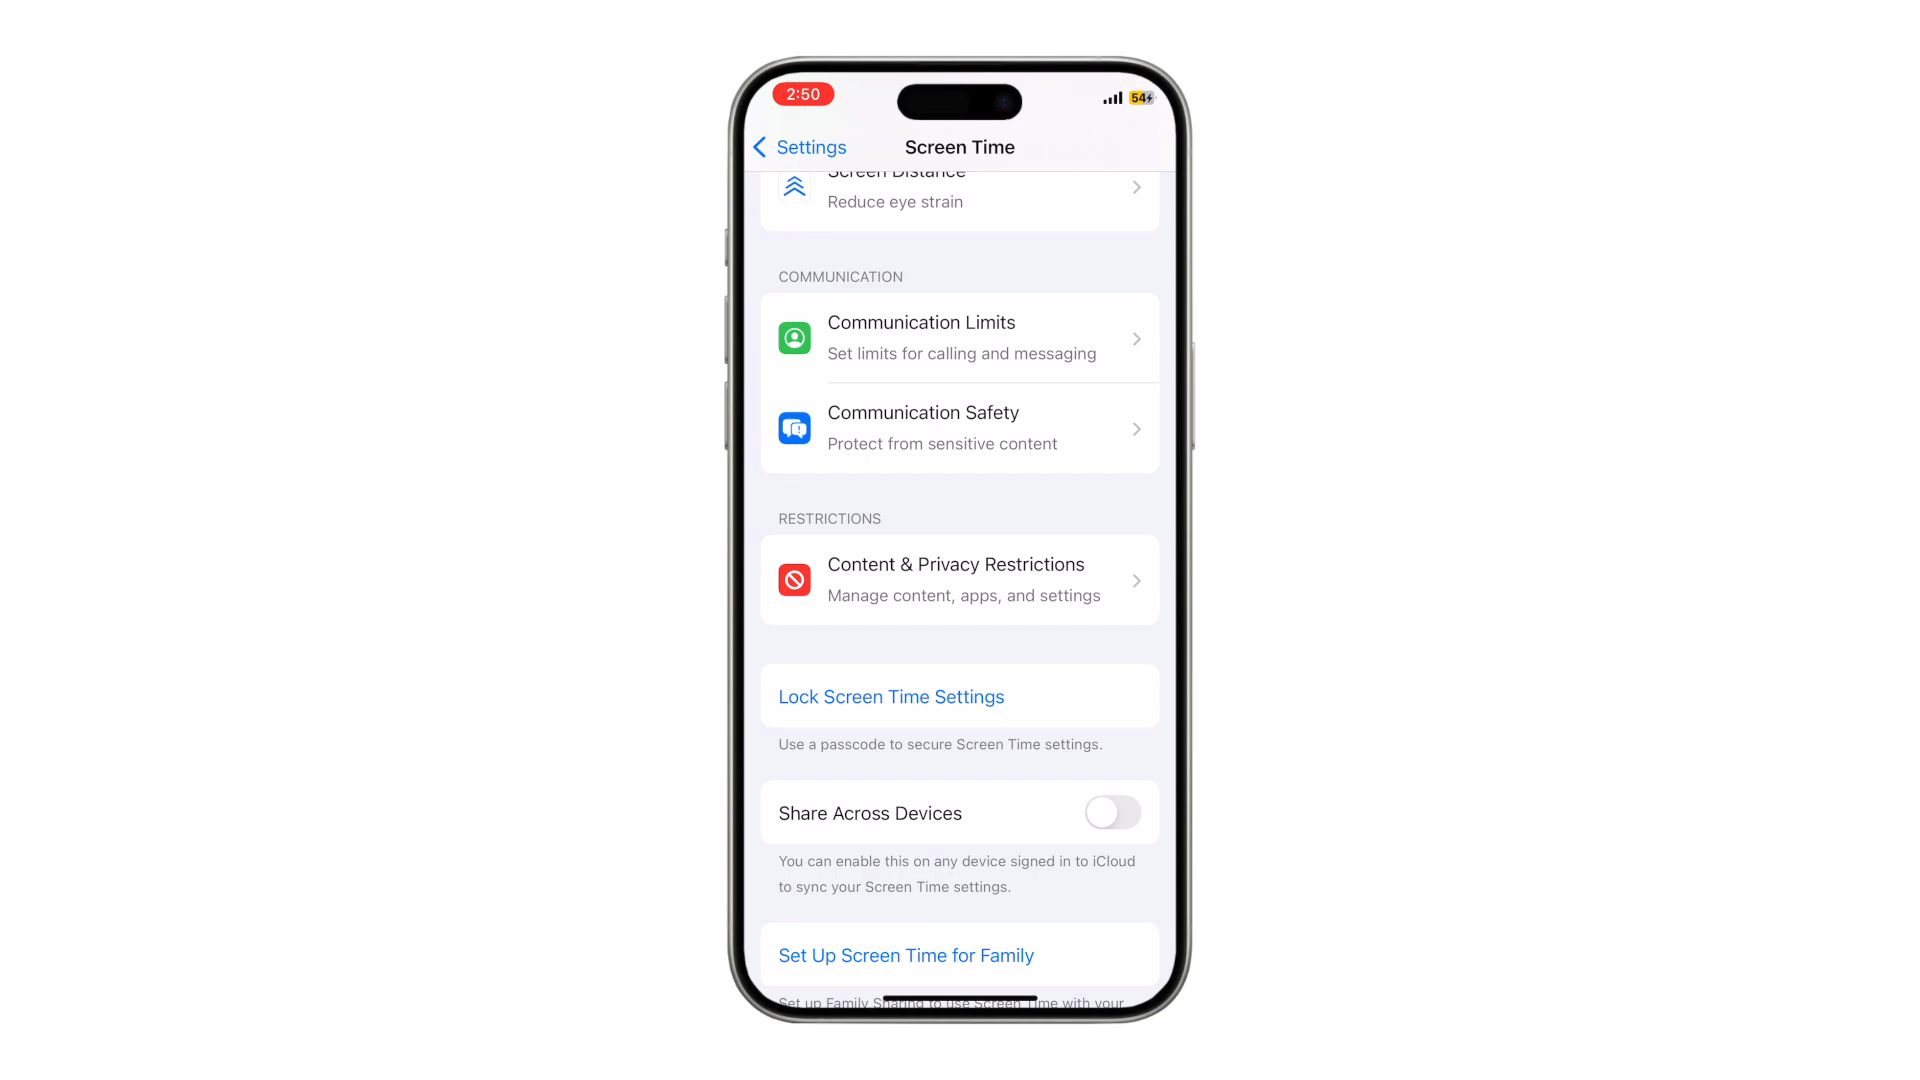 2:50
54
Settings
Screen Time
Screen Distance
Reduce eye strain
COMMUNICATION
Communication Limits
Set limits for calling and messaging
Communication Safety
Protect from sensitive content
RESTRICTIONS
Content & Privacy Restrictions
Manage content, apps, and settings
Lock Screen Time Settings
Use a passcode to secure Screen Time settings.
Share Across Devices
You can enable this on any device signed in to iCloud
to sync your Screen Time settings.
Set Up Screen Time for Family
Set up Family Sharing to use Screen Time with your